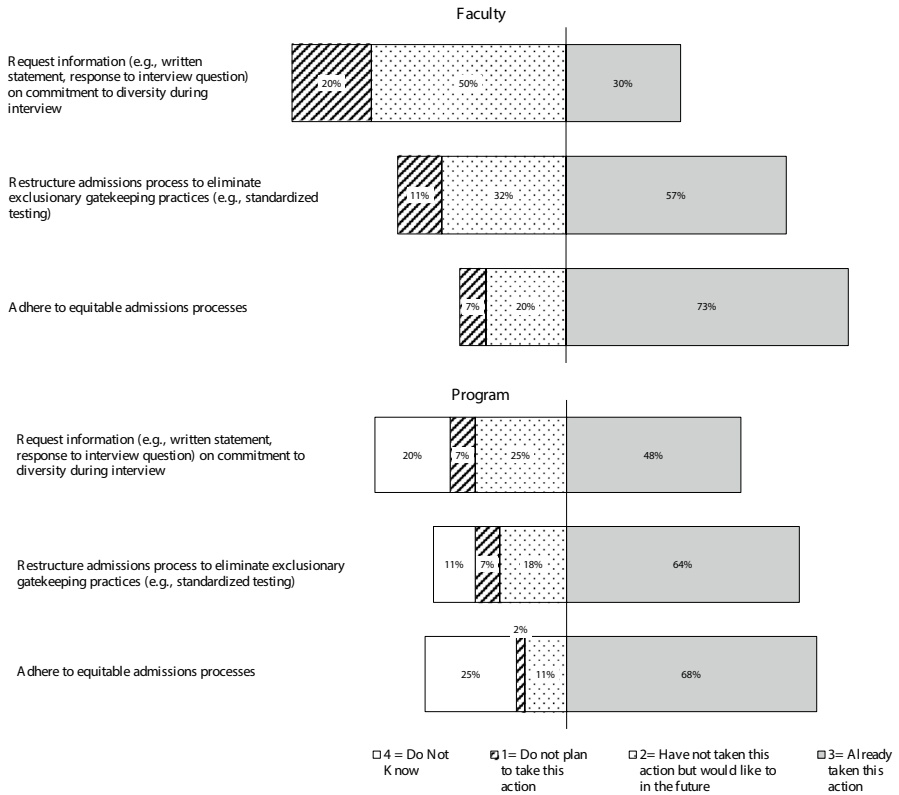 Faculty
Request information (e.g., written
statement, response to interview question)
on commitment to diversity during
interview
20%
50%
30%
Restructure admissions process to eliminate
exclusionary gatekeeping practices (e.g., standardized
testing)
11%
32%
57%
Adhere to equitable admissions processes
7%
20%
73%
Program
Request information (e.g., written statement,
response to interview question) on commitment to
diversity during interview
20%
7%
25%
48%
Restructure admissions process to eliminate exclusionary
gatekeeping practices (e.g., standardized testing)
11%
7%
18%
64%
Adhere to equitable admissions processes
25%
2%
11%
68%
4 = Do Not
Know
1= Do not plan
to take this
action
2= Have not taken this
action but would like to
in the future
3= Already
taken this
action